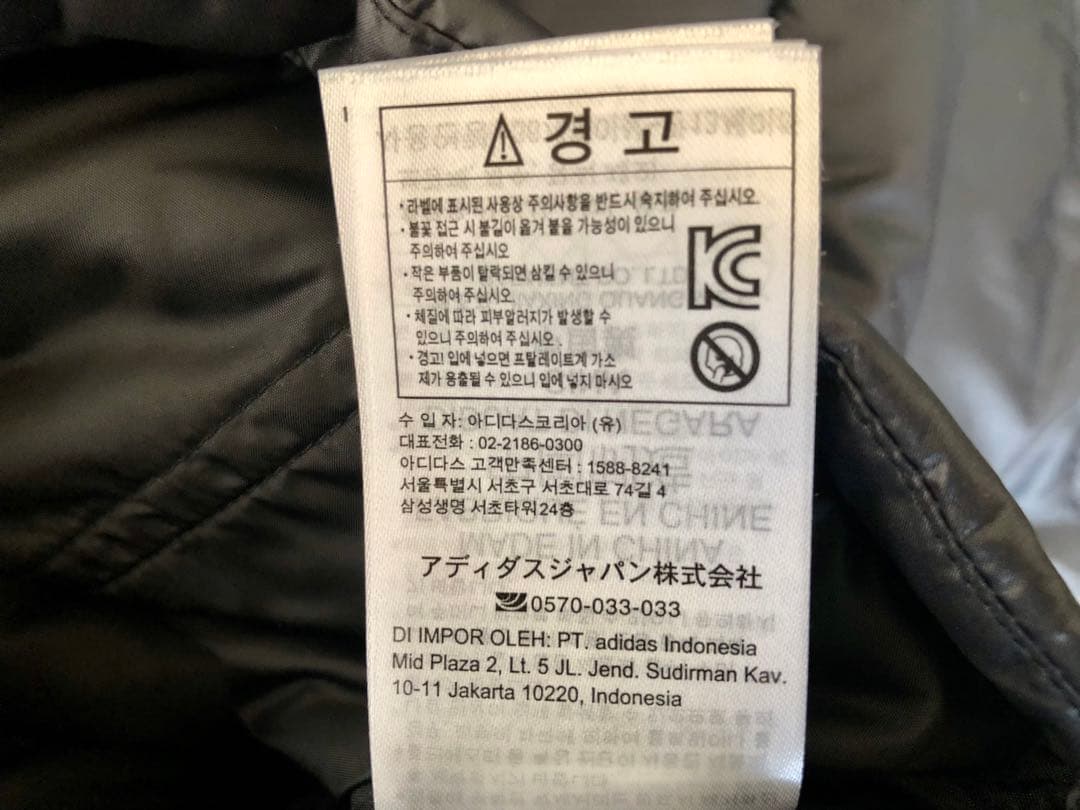 경고
· 라벨에 표시된 사용상 주의사항을 반드시 숙지하여 주십시오.
· 불꽃 접근 시 불길이 옮겨 붙을 가능성이 있으니
주의하여 주십시오
· 작은 부품이 탈락되면 삼킬 수 있으니
주의하여 주십시오.
· 체질에 따라 피부알러지가 발생할 수
있으니 주의하여 주십시오.
· 경고! 입에 넣으면 프탈레이트계 가소
제가 용출될 수 있으니 입에 넣지 마시오
KC
수 입 자: 아디다스코리아 (유)
대표전화 : 02-2186-0300
아디다스 고객만족센터 : 1588-8241
서울특별시 서초구 서초대로 74길 4
삼성생명 서초타워24층
アディダスジャパン株式会社
0570-033-033
DI IMPOR OLEH: PT. adidas Indonesia
Mid Plaza 2, Lt. 5 JL. Jend. Sudirman Kav.
10-11 Jakarta 10220, Indonesia